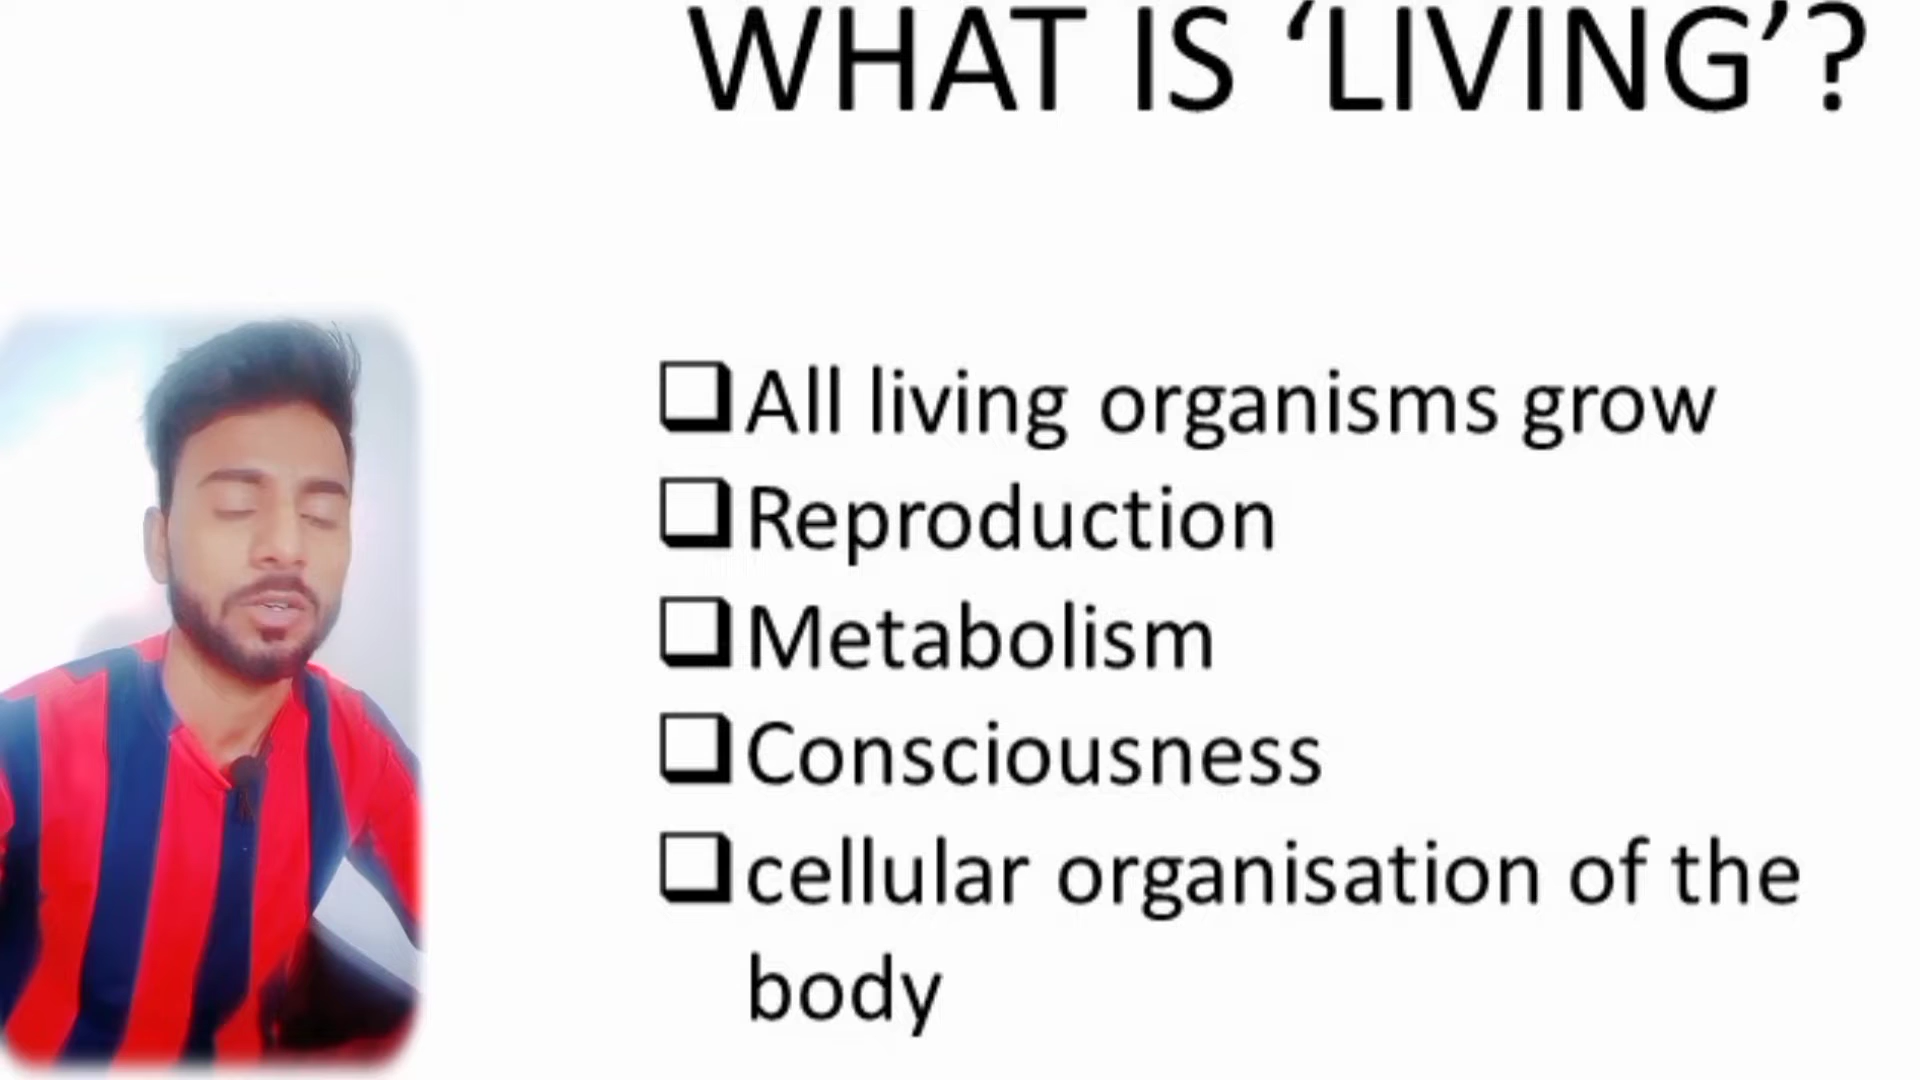 WHAT IS ‘LIVING’?
All living organisms grow
Reproduction
Metabolism
Consciousness
cellular organisation of the
body